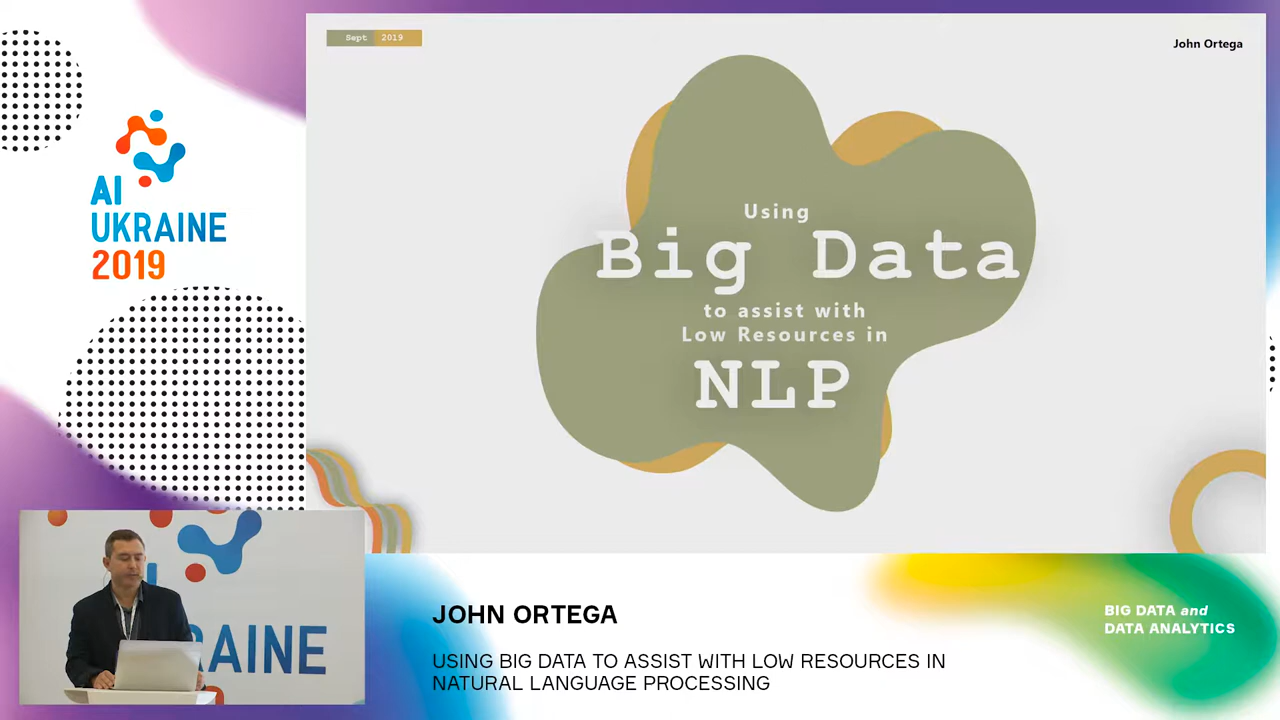 Sept 2019
John Ortega
AI
UKRAINE
2019
Using
Big Data
to assist with
Low Resources in
NLP
RAINE
JOHN ORTEGA
USING BIG DATA TO ASSIST WITH LOW RESOURCES IN
NATURAL LANGUAGE PROCESSING
BIG DATA and
DATA ANALYTICS